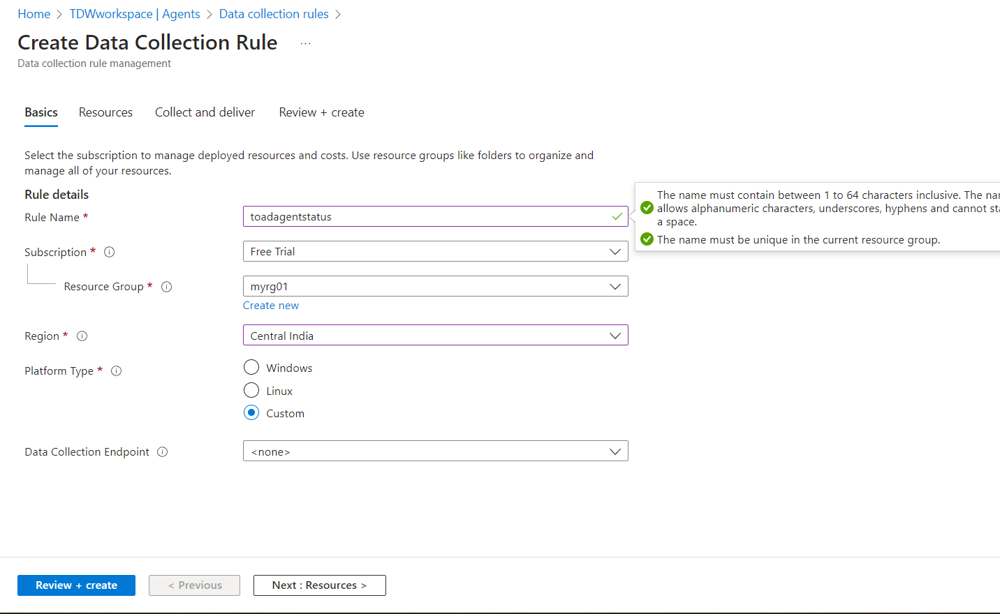 Home > TDWworkspace | Agents > Data collection rules >
Create Data Collection Rule ...
Data collection rule management
Basics Resources Collect and deliver Review + create
Select the subscription to manage deployed resources and costs. Use resource groups like folders to organize and
manage all of your resources.
Rule details
Rule Name *
toadagentstatus
The name must contain between 1 to 64 characters inclusive. The
allows alphanumeric characters, underscores, hyphens and cannot
a space.
The name must be unique in the current resource group.
Subscription *
Free Trial
Resource Group *
myrg01
Create new
Region *
Central India
Platform Type *
Windows
Linux
Custom
Data Collection Endpoint
<none>
Review + create
< Previous
Next : Resources >